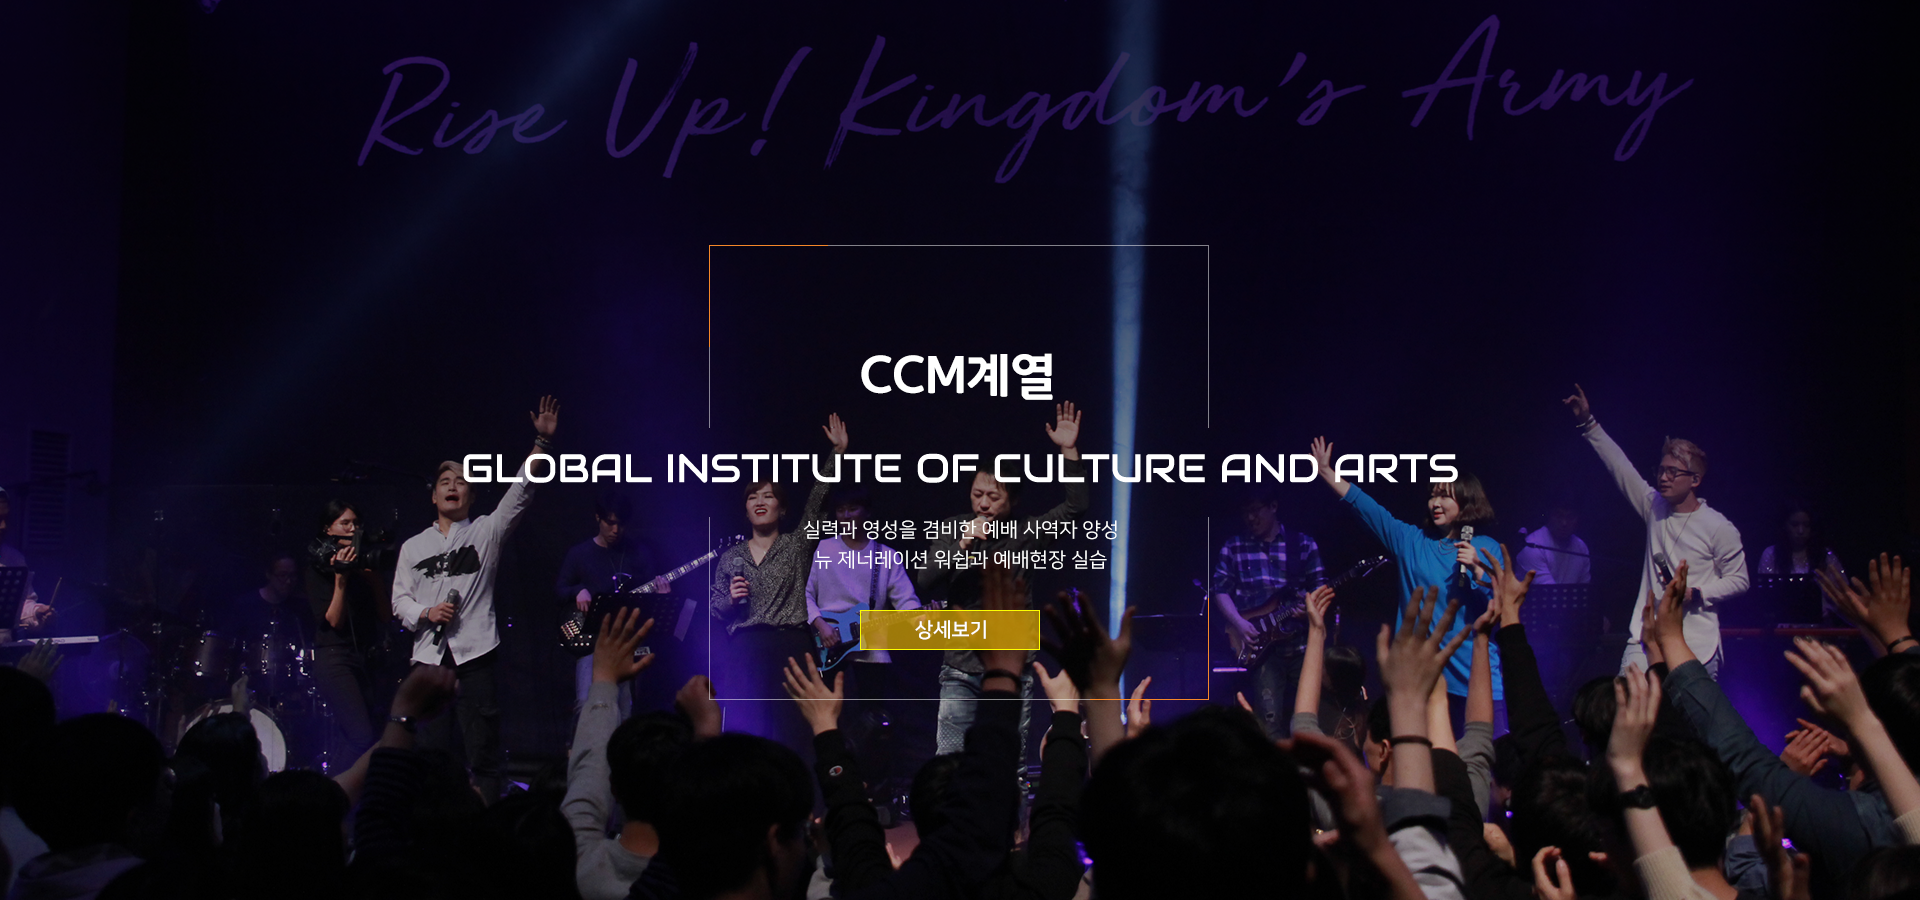 Rise Up! Kingdom's Army
CCM계열
GLOBAL INSTITUTE OF CULTURE AND ARTS
실력과 영성을 겸비한 예배 사역자 양성
뉴 제너레이션 워쉽과 예배현장 실습
상세보기